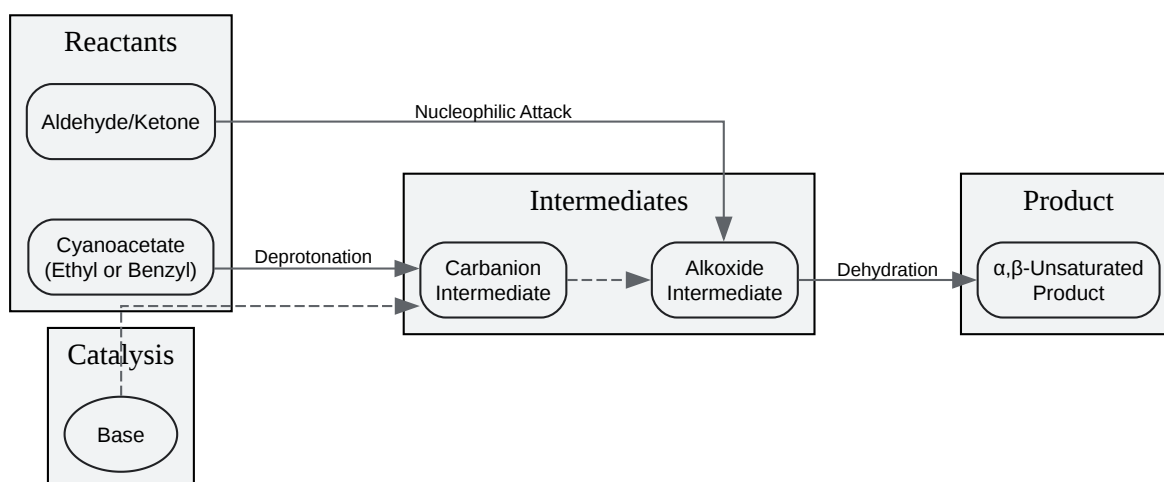 Reactants
Aldehyde/Ketone
Nucleophilic Attack
Cyanoacetate
(Ethyl or Benzyl)
Deprotonation
Intermediates
Carbanion
Intermediate
Alkoxide
Intermediate
Dehydration
Product
α,β-Unsaturated
Product
Catalysis
Base